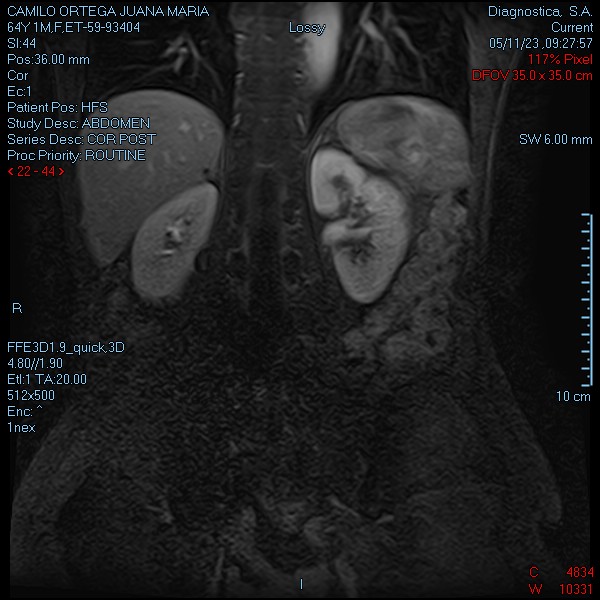 CAMILO ORTEGA JUANA MARIA
64Y 1M,F,ET-59-93404
Sl:44
Pos:36.00 mm
Cor
Ec:1
Patient Pos: HFS
Study Desc: ABDOMEN
Series Desc: COR POST
Proc Priority: ROUTINE
< 22 - 44 >
Lossy
Diagnostica, S.A.
Current
05/11/23 ,09:27:57
117% Pixel
DFOV 35.0 x 35.0 cm
SW 6.00 mm
R
FFE3D1.9_quick,3D
4.80//1.90
Etl:1 TA:20.00
512x500
Enc: ^
1nex
10 cm
I
C 4834
W 10331